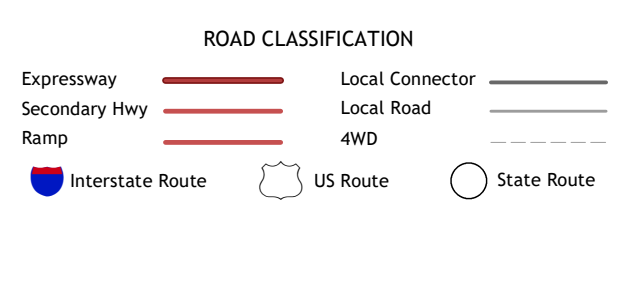 ROAD CLASSIFICATION
Expressway
Local Connector
Secondary Hwy
Local Road
Ramp
4WD
Interstate Route
US Route
State Route